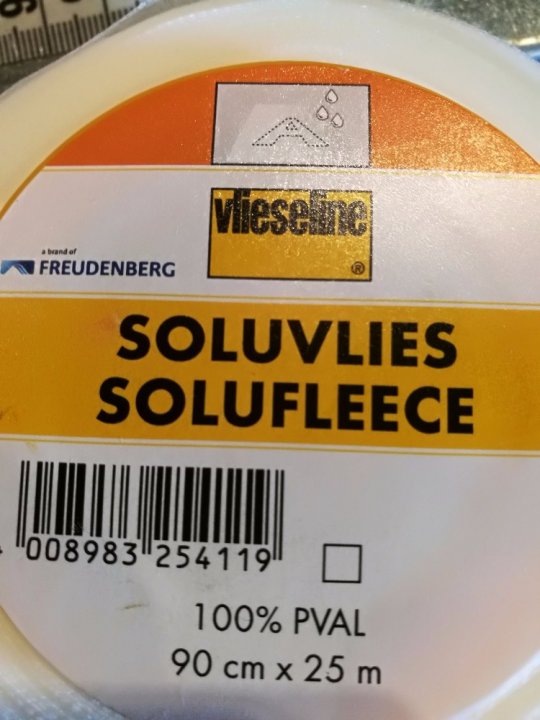 vlieseline
®
a brand of
FREUDENBERG
SOLUVLIES
SOLUFLEECE
008983 254119
100% PVAL
90 cm x 25 m